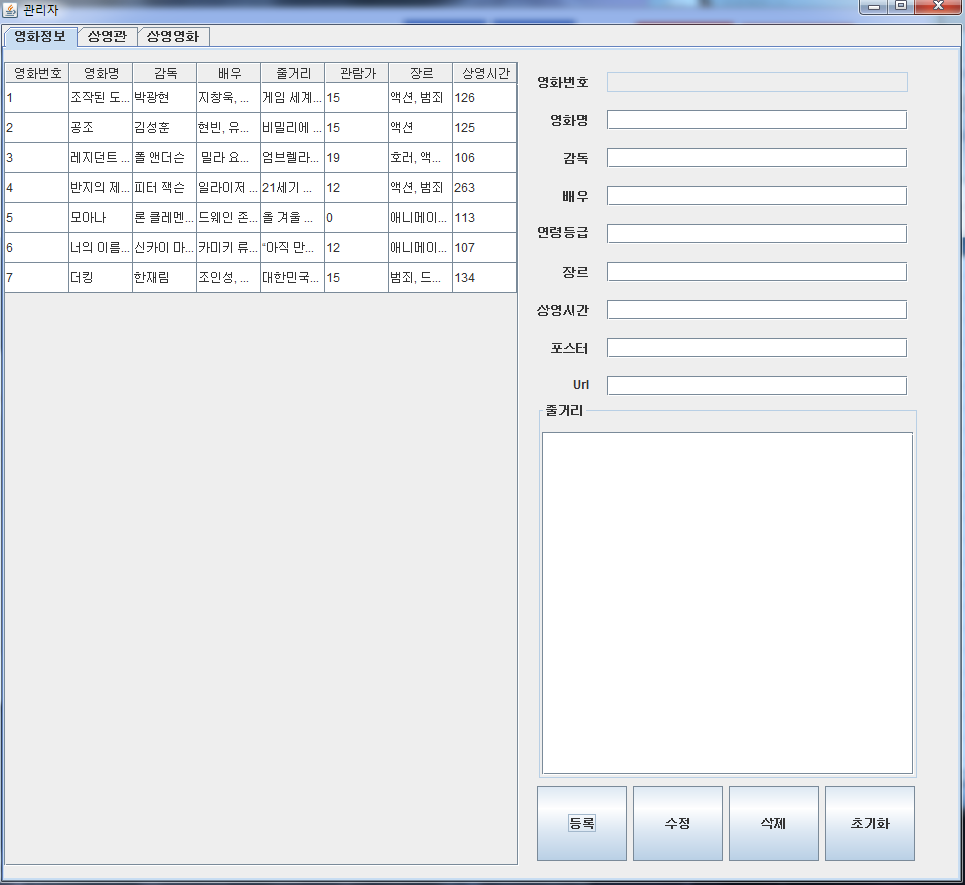 관리자
영화정보 상영관 상영영화
영화번호 영화명 감독 배우 줄거리 관람가 장르 상영시간
1 조작된 도... 박광현 지창욱, ... 게임 세계... 15 액션, 범죄 126
2 공조 김성훈 현빈, 유... 비밀리에 ... 15 액션 125
3 레지던트 ... 폴 앤더슨 밀라 요... 엄브렐라... 19 호러, 액... 106
4 반지의 제... 피터 잭슨 일라이저 ... 21세기 ... 12 액션, 범죄 263
5 모아나 론 클레멘... 드웨인 존... 올 겨울 ... 0 애니메이... 113
6 너의 이름... 신카이 마... 카미키 류... “아직 만... 12 애니메이... 107
7 더킹 한재림 조인성, ... 대한민국... 15 범죄, 드... 134
영화번호
영화명
감독
배우
연령등급
장르
상영시간
포스터
Url
줄거리
등록 수정 삭제 초기화